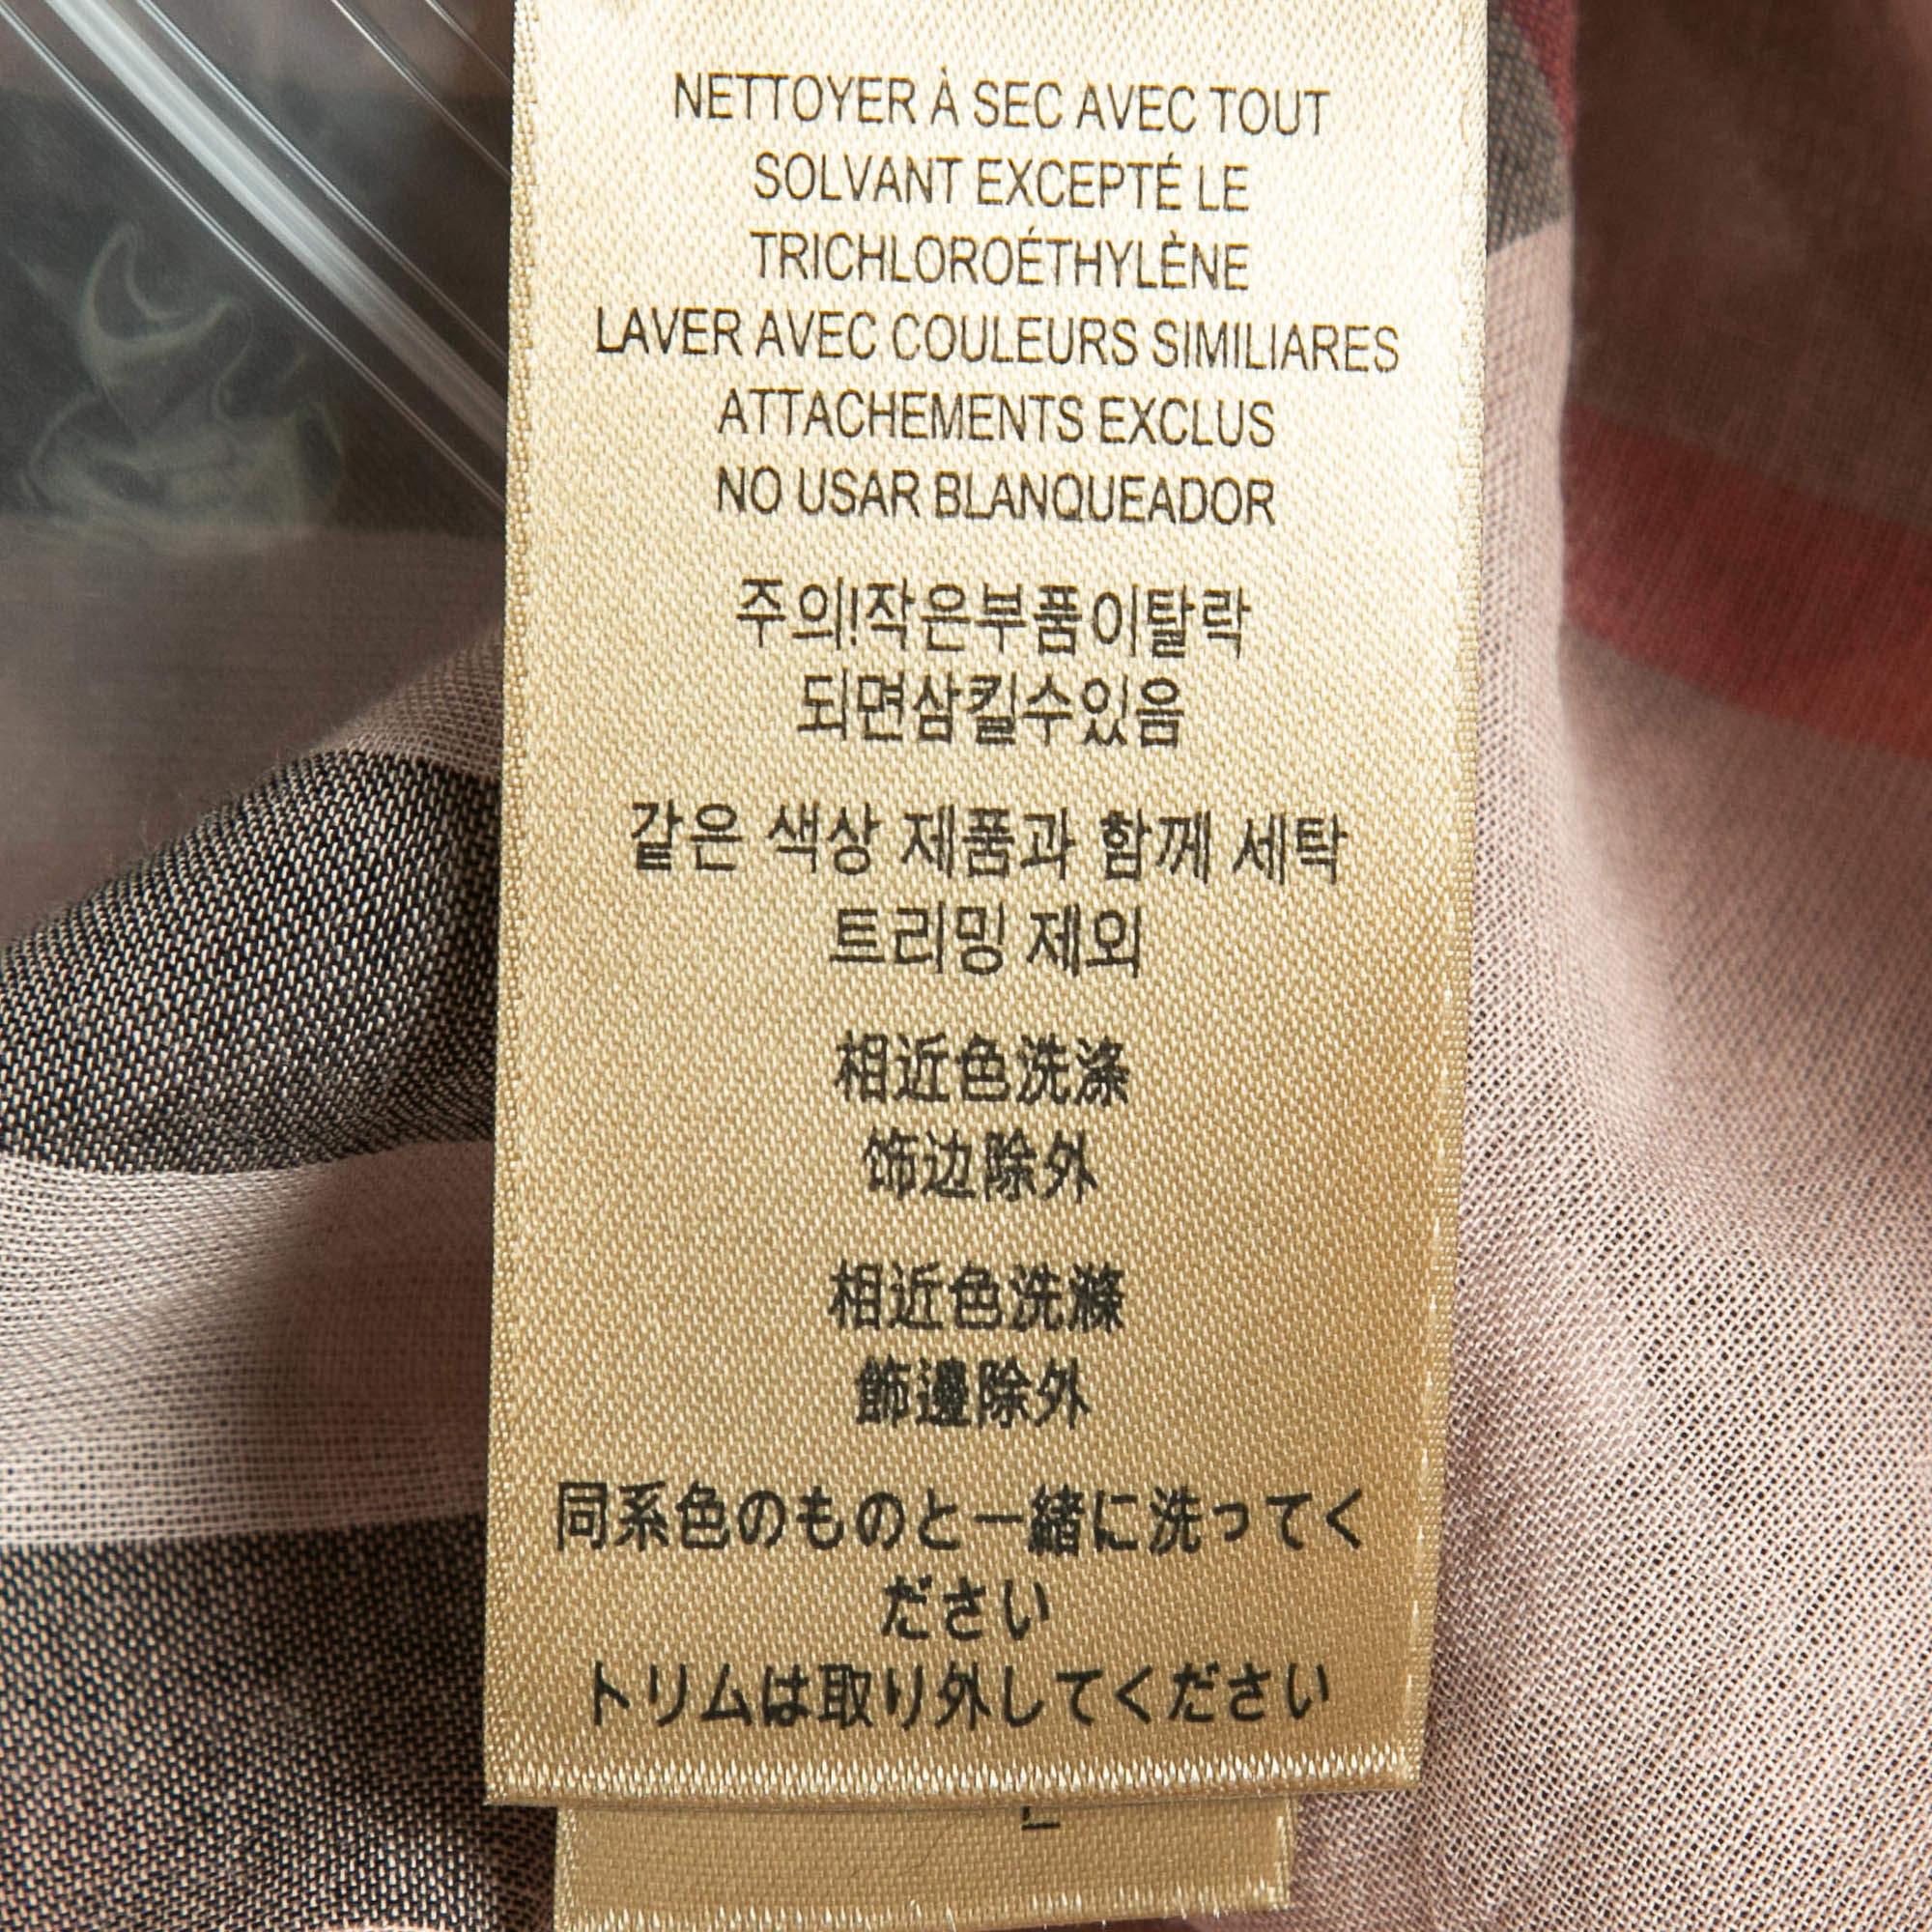 NETTOYER À SEC AVEC TOUT
SOLVANT EXCEPTÉ LE
TRICHLOROÉTHYLÈNE
LAVER AVEC COULEURS SIMILIARES
ATTACHEMENTS EXCLUS
NO USAR BLANQUEADOR
주의!작은부품이탈락
되면삼킬수있음
같은 색상 제품과 함께 세탁
트리밍 제외
相近色洗涤
饰边除外
相近色洗滌
飾邊除外
同系色のものと一緒に洗ってく
ださい
トリムは取り外してください